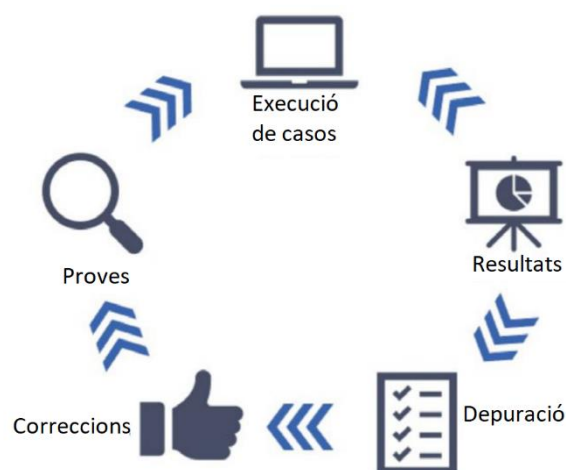 Execució
de casos
Resultats
Depuració
Correccions
Proves